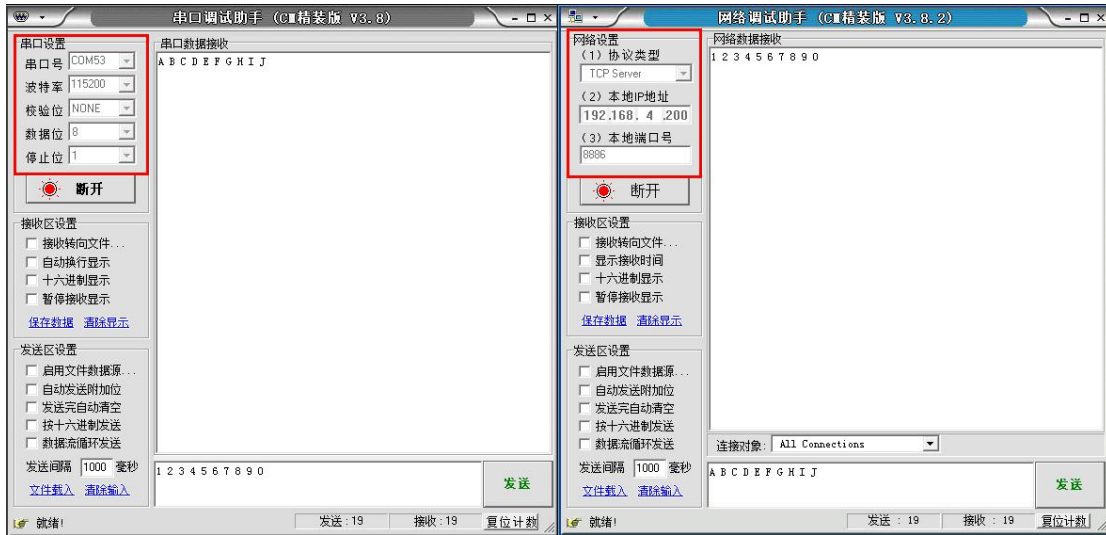 串口调试助手 (CM精装版 V3.8)
串口设置
串口号 COM53
波特率 115200
校验位 NONE
数据位 8
停止位 1
断开
接收区设置
接收转向文件...
自动换行显示
十六进制显示
暂停接收显示
保存数据 清除显示
发送区设置
启用文件数据源...
自动发送附加位
发送完自动清空
按十六进制发送
数据流循环发送
发送间隔 1000 毫秒
文件载入 清除输入
串口数据接收
A B C D E F G H I J
1 2 3 4 5 6 7 8 9 0
发送
就绪!
发送:19 接收:19 复位计数
网络调试助手 (CM精装版 V3.8.2)
网络设置
(1) 协议类型
TCP Server
(2) 本地IP地址
192.168. 4 .200
(3) 本地端口号
8886
断开
接收区设置
接收转向文件...
显示接收时间
十六进制显示
暂停接收显示
保存数据 清除显示
发送区设置
启用文件数据源...
自动发送附加位
发送完自动清空
按十六进制发送
数据流循环发送
发送间隔 1000 毫秒
文件载入 清除输入
网络数据接收
1 2 3 4 5 6 7 8 9 0
连接对象: All Connections
A B C D E F G H I J
发送
就绪!
发送 : 19 接收 : 19 复位计数